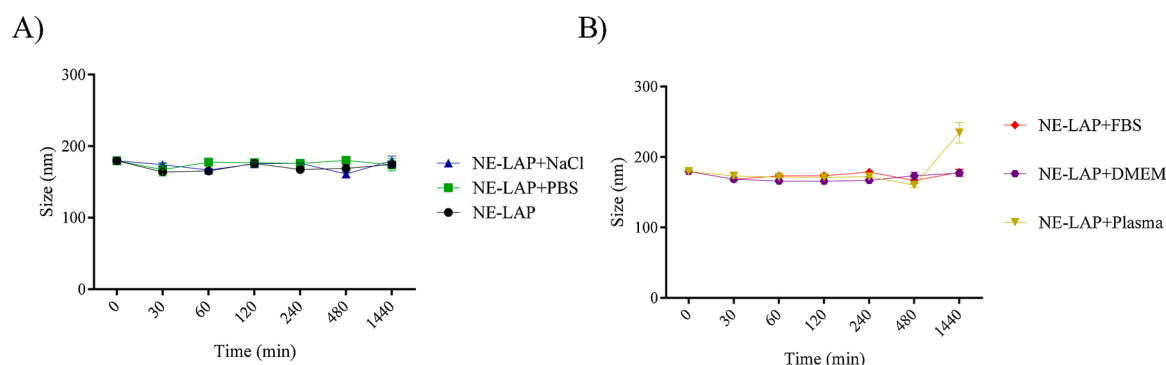 A)
300
200
100
0
Size (nm)
0
30
60
120
240
480
1440
Time (min)
NE-LAP+NaCl
NE-LAP+PBS
NE-LAP
B)
300
200
100
0
Size (nm)
0
30
60
120
240
480
1440
Time (min)
NE-LAP+FBS
NE-LAP+DMEM
NE-LAP+Plasma